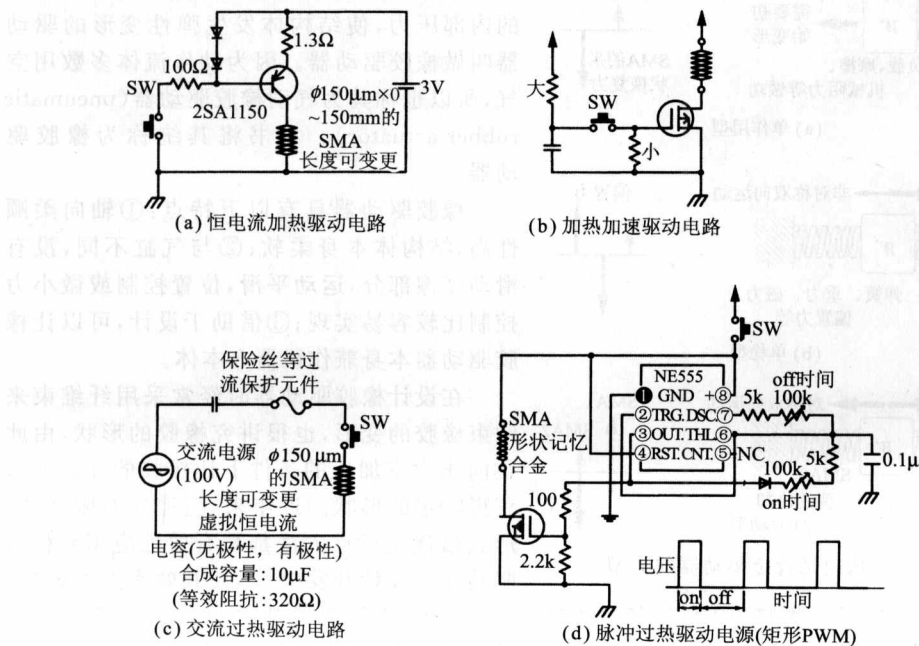 1.3Ω
100Ω
SW
2SA1150
3V
φ150μm×0
~150mm的
SMA
长度可变更
(a) 恒电流加热驱动电路
大
SW
小
(b) 加热加速驱动电路
保险丝等过
流保护元件
SW
交流电源
(100V)
φ150 μm
的SMA
长度可变更
虚拟恒电流
电容(无极性，有极性)
合成容量:10μF
(等效阻抗:320Ω)
(c) 交流过热驱动电路
SW
NE555
❶ GND +⑧
②TRG.DSC⑦
③OUT.THL⑥
④RST.CNT.⑤
NC
5k
off时间
100k
5k
0.1μ
100k
on时间
SMA
形状记忆
合金
100
2.2k
电压
on
off
时间
(d) 脉冲过热驱动电源(矩形PWM)